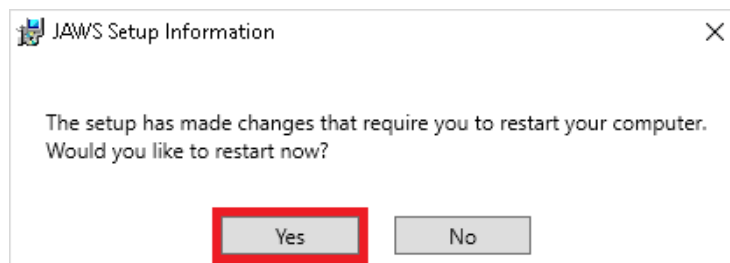 JAWS Setup Information
The setup has made changes that require you to restart your computer.
Would you like to restart now?
Yes No